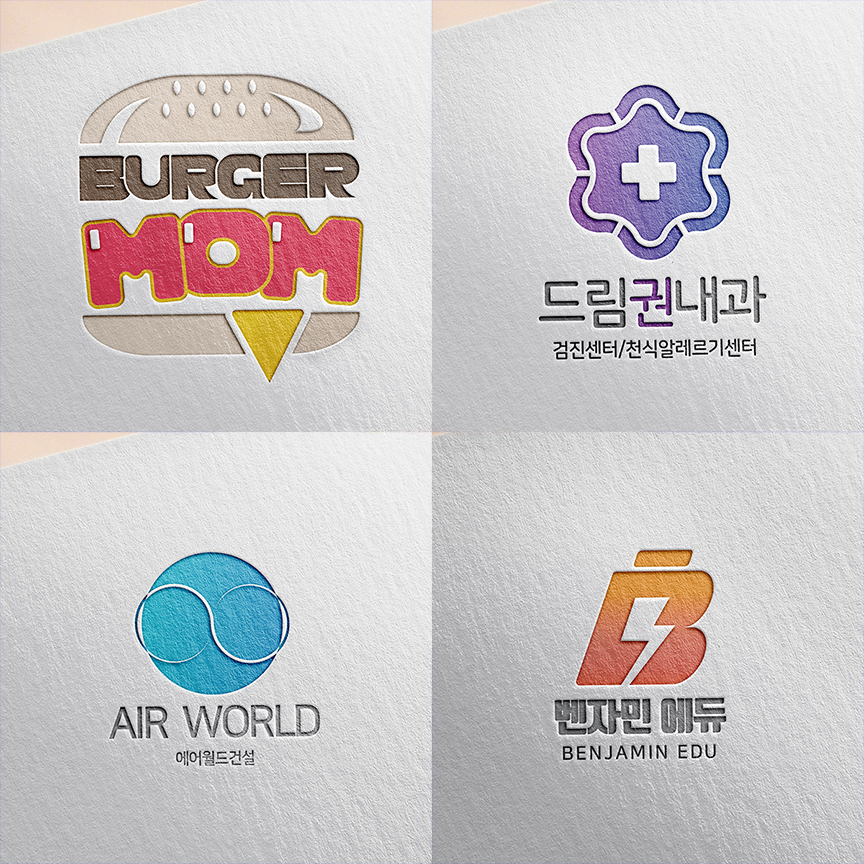 BURGER
MOM
드림권내과
검진센터/천식알레르기센터
AIR WORLD
에어월드건설
벤자민 에듀
BENJAMIN EDU